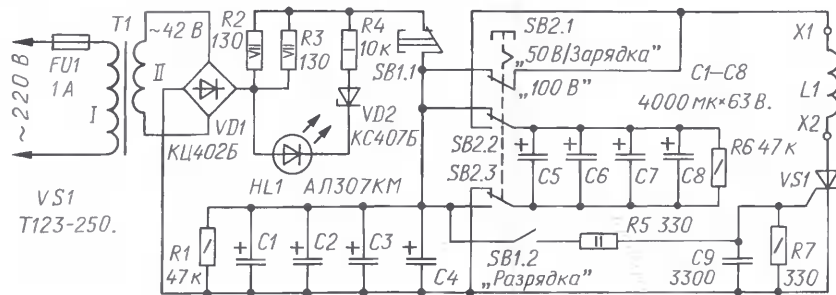 ~220 В
FU1
1А
T1
I
II
~42 В
VD1
КЦ402Б
R2
130
R3
130
R4
10к
VD2
КС407Б
HL1 АЛ307КМ
SB1.1
SB2.1
„50В/Зарядка”
„100 В”
C1–C8
4000 мк×63 В.
X1
L1
X2
VS1
SB2.2
SB2.3
C5
C6
C7
C8
R6 47к
VS1
Т123-250.
R1
47к
C1
C2
C3
C4
SB1.2
„Разрядка”
R5 330
C9
3300
R7
330